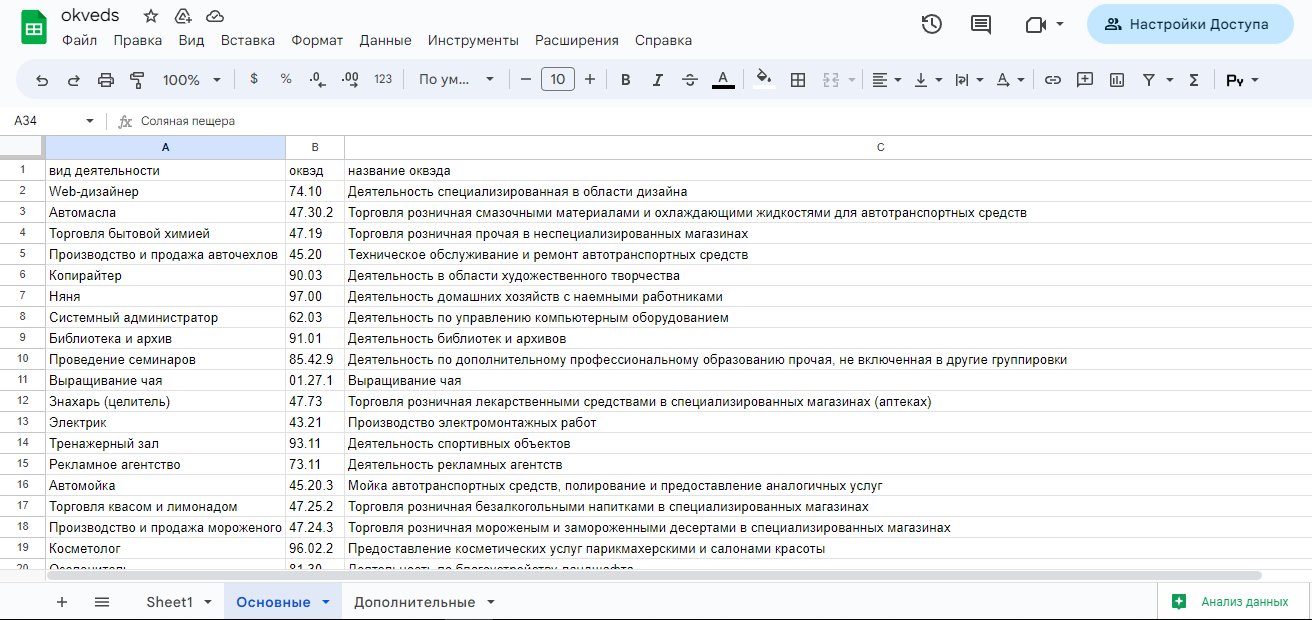 okveds
Файл Правка Вид Вставка Формат Данные Инструменты Расширения Справка
Настройки Доступа
100% $ % .0 .00 123 По ум... − 10 + B I A Σ Pу
A34 fx Соляная пещера
A B C
1 вид деятельности оквэд название оквэда
2 Web-дизайнер 74.10 Деятельность специализированная в области дизайна
3 Автомасла 47.30.2 Торговля розничная смазочными материалами и охлаждающими жидкостями для автотранспортных средств
4 Торговля бытовой химией 47.19 Торговля розничная прочая в неспециализированных магазинах
5 Производство и продажа авточехлов 45.20 Техническое обслуживание и ремонт автотранспортных средств
6 Копирайтер 90.03 Деятельность в области художественного творчества
7 Няня 97.00 Деятельность домашних хозяйств с наемными работниками
8 Системный администратор 62.03 Деятельность по управлению компьютерным оборудованием
9 Библиотека и архив 91.01 Деятельность библиотек и архивов
10 Проведение семинаров 85.42.9 Деятельность по дополнительному профессиональному образованию прочая, не включенная в другие группировки
11 Выращивание чая 01.27.1 Выращивание чая
12 Знахарь (целитель) 47.73 Торговля розничная лекарственными средствами в специализированных магазинах (аптеках)
13 Электрик 43.21 Производство электромонтажных работ
14 Тренажерный зал 93.11 Деятельность спортивных объектов
15 Рекламное агентство 73.11 Деятельность рекламных агентств
16 Автомойка 45.20.3 Мойка автотранспортных средств, полирование и предоставление аналогичных услуг
17 Торговля квасом и лимонадом 47.25.2 Торговля розничная безалкогольными напитками в специализированных магазинах
18 Производство и продажа мороженого 47.24.3 Торговля розничная мороженым и замороженными десертами в специализированных магазинах
19 Косметолог 96.02.2 Предоставление косметических услуг парикмахерскими и салонами красоты
20 Озеленитель 81.30 Деятельность по благоустройству ландшафта
+ Sheet1 Основные Дополнительные
Анализ данных